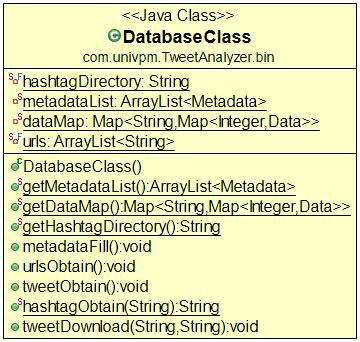 <<Java Class>>
DatabaseClass
com.univpm.TweetAnalyzer.bin
hashtagDirectory: String
metadataList: ArrayList<Metadata>
dataMap: Map<String,Map<Integer,Data>>
urls: ArrayList<String>
DatabaseClass()
getMetadataList():ArrayList<Metadata>
getDataMap():Map<String,Map<Integer,Data>>
getHashtagDirectory():String
metadataFill():void
urlsObtain():void
tweetObtain():void
hashtagObtain(String):String
tweetDownload(String,String):void